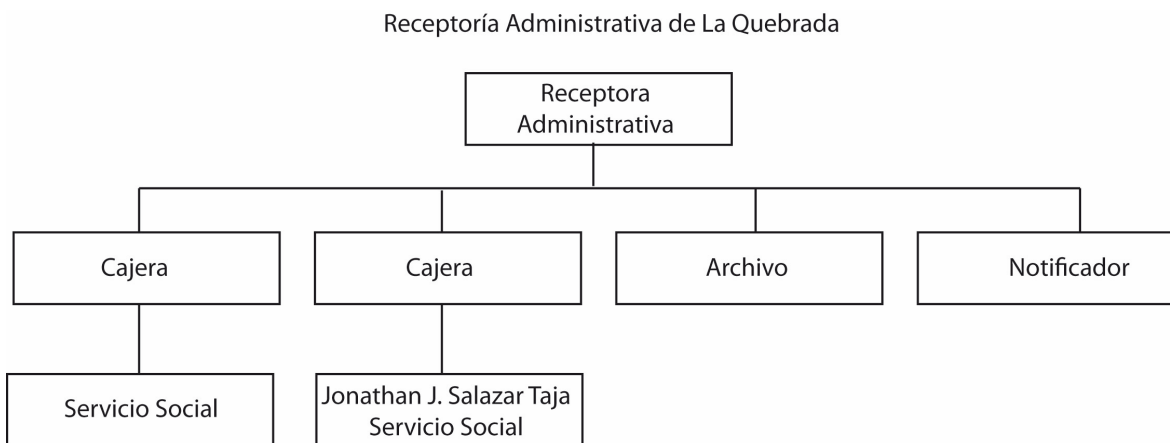 Receptoría Administrativa de La Quebrada
Receptora
Administrativa
Cajera
Cajera
Archivo
Notificador
Servicio Social
Jonathan J. Salazar Taja
Servicio Social